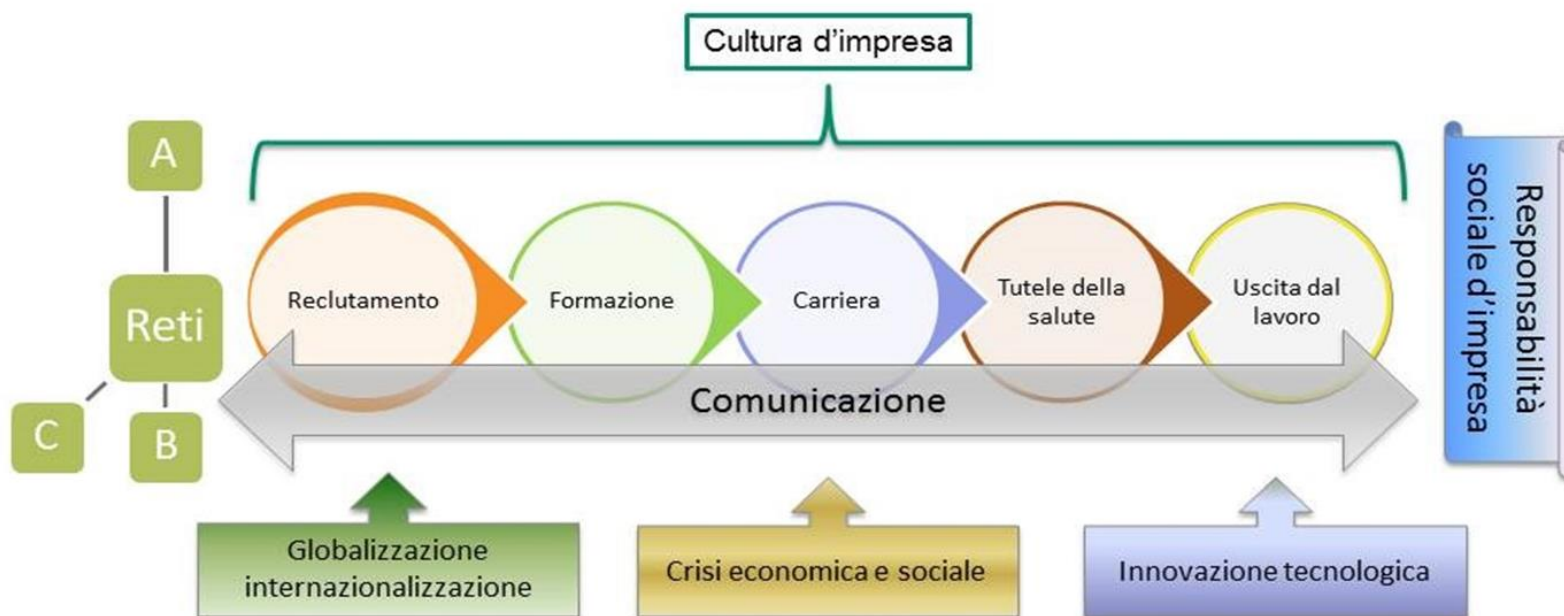 Cultura d'impresa
A
Reti
C
B
Reclutamento
Formazione
Carriera
Tutele della
salute
Uscita dal
lavoro
Comunicazione
Responsabilità
sociale d'impresa
Globalizzazione
internazionalizzazione
Crisi economica e sociale
Innovazione tecnologica